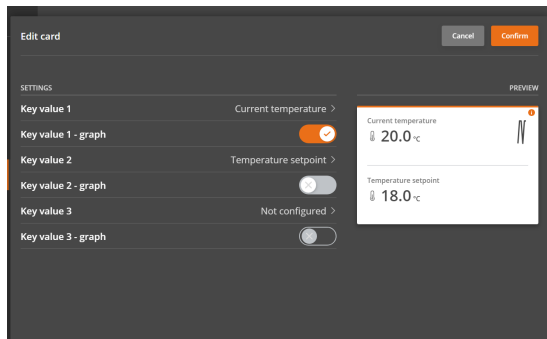 Edit card
Cancel
Confirm
SETTINGS
Key value 1
Current temperature >
Key value 1 - graph
Key value 2
Temperature setpoint >
Key value 2 - graph
Key value 3
Not configured >
Key value 3 - graph
PREVIEW
Current temperature
20.0 °C
Temperature setpoint
18.0 °C